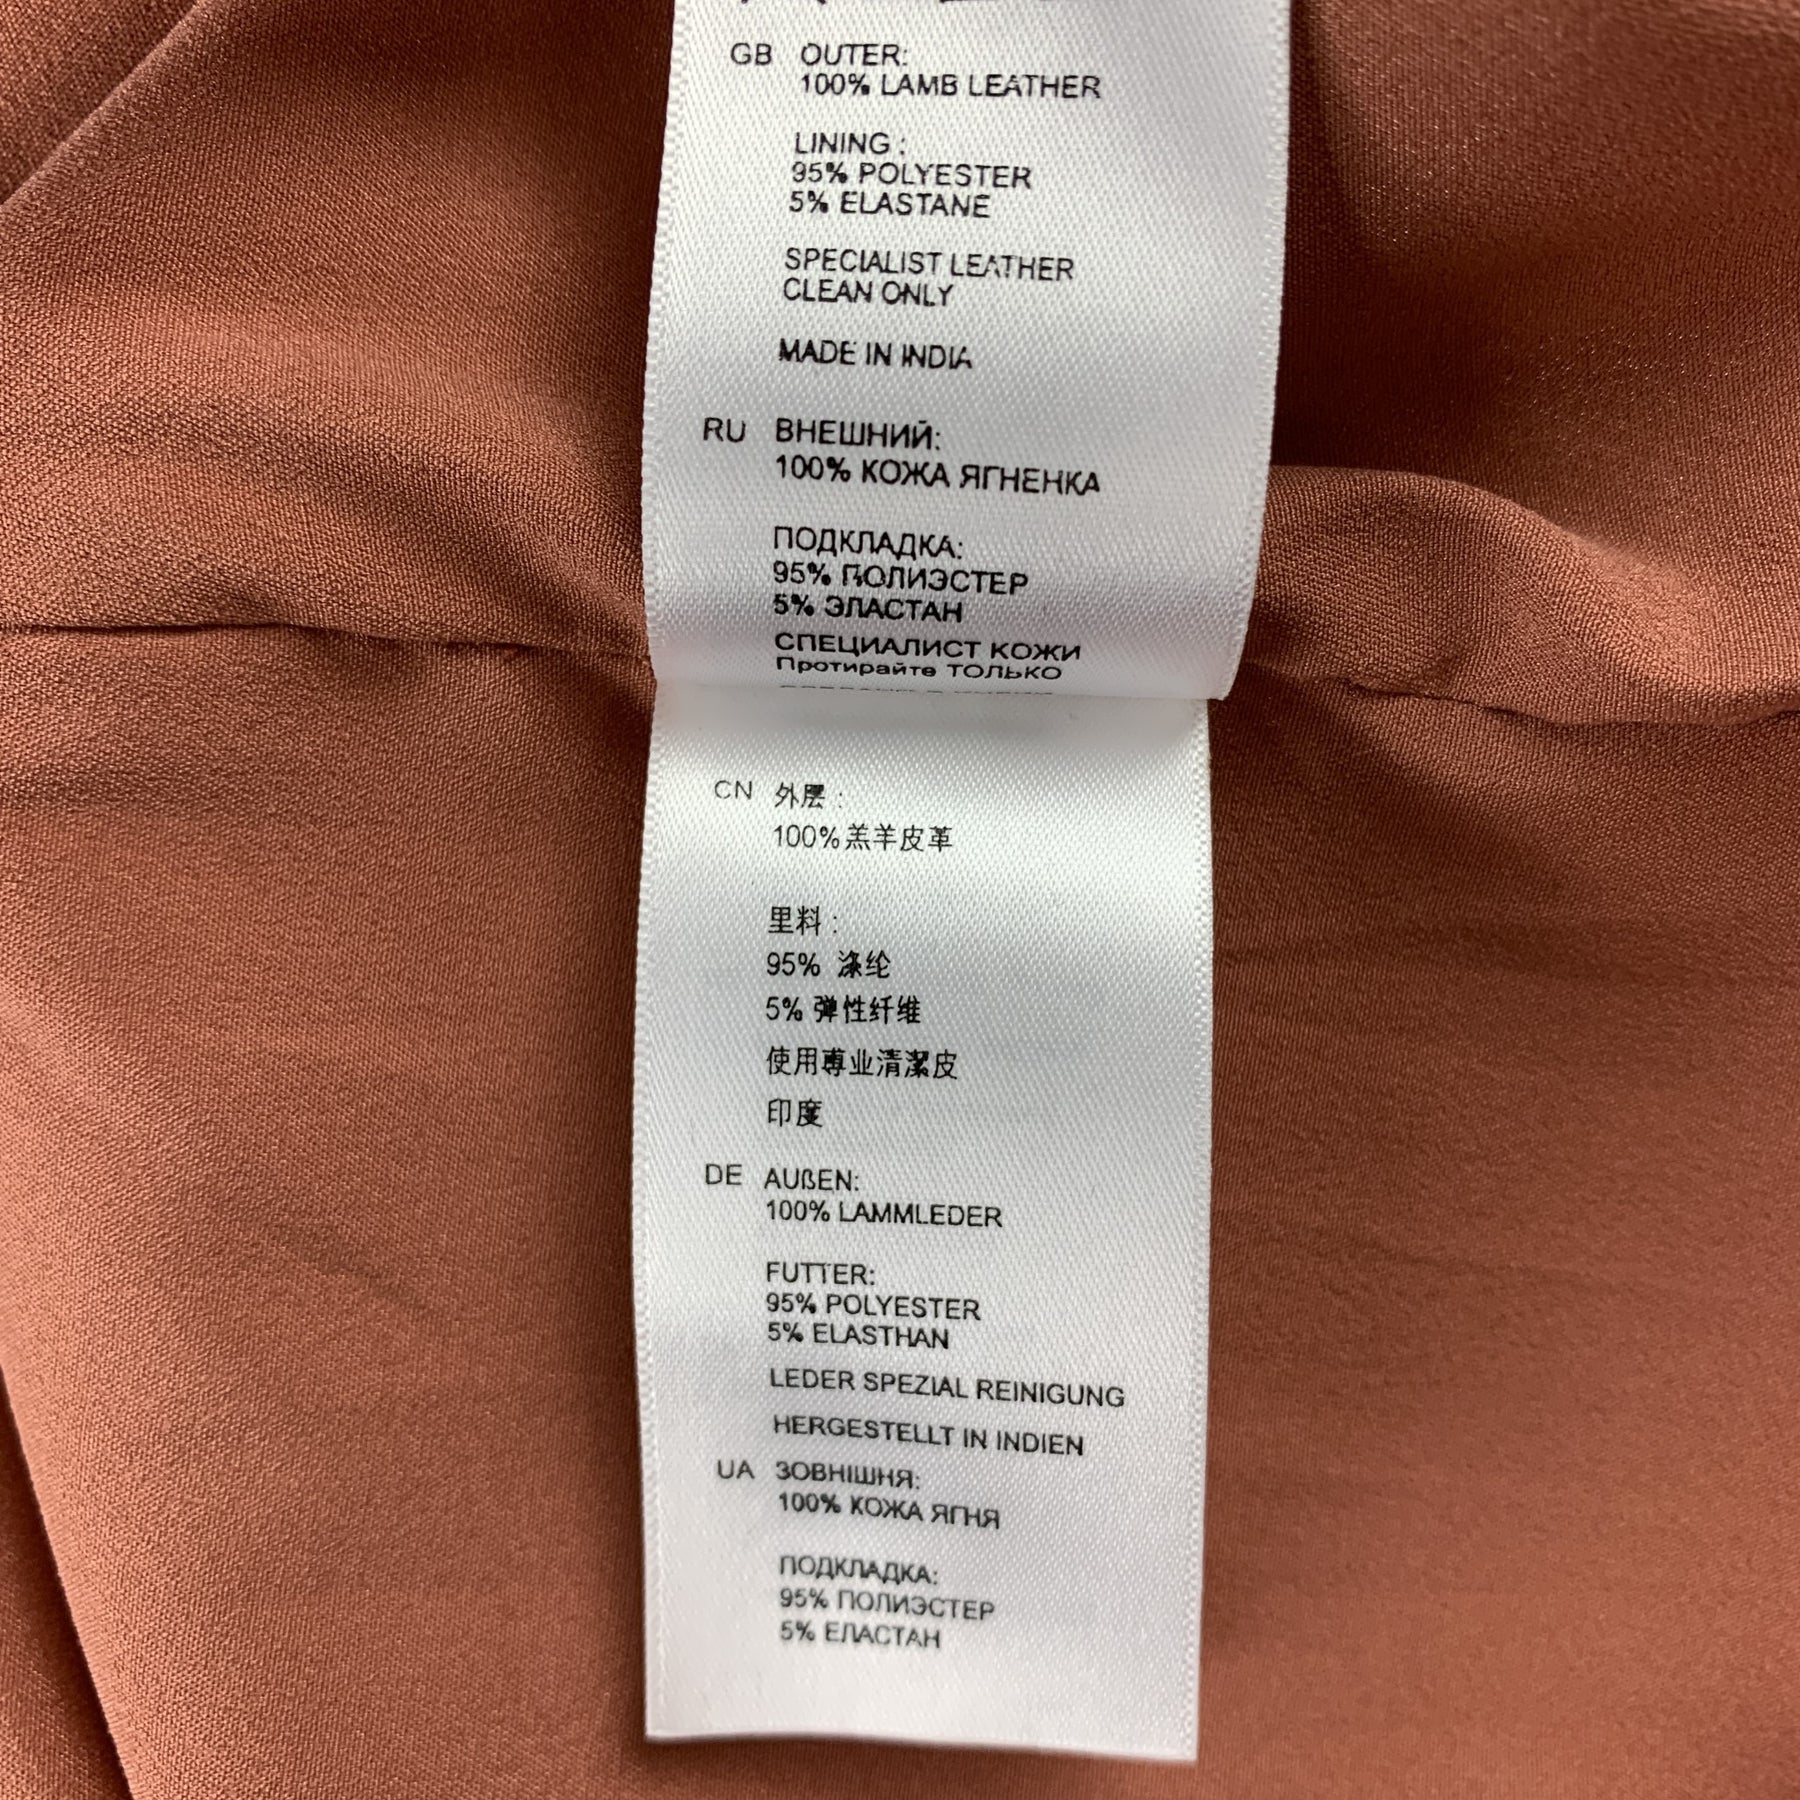 GB OUTER:
100% LAMB LEATHER
LINING :
95% POLYESTER
5% ELASTANE
SPECIALIST LEATHER
CLEAN ONLY
MADE IN INDIA
RU ВНЕШНИЙ:
100% КОЖА ЯГНЕНКА
ПОДКЛАДКА:
95% ПОЛИЭСТЕР
5% ЭЛАСТАН
СПЕЦИАЛИСТ КОЖИ
Протирайте ТОЛЬКО
CN 外层 :
100%羔羊皮革
里料 :
95% 涤纶
5% 弹性纤维
使用尊业清潔皮
印度
DE AUßEN:
100% LAMMLEDER
FUTTER:
95% POLYESTER
5% ELASTHAN
LEDER SPEZIAL REINIGUNG
HERGESTELLT IN INDIEN
UA ЗОВНІШНЯ:
100% КОЖА ЯГНЯ
ПОДКЛАДКА:
95% ПОЛИЭСТЕР
5% ЕЛАСТАН